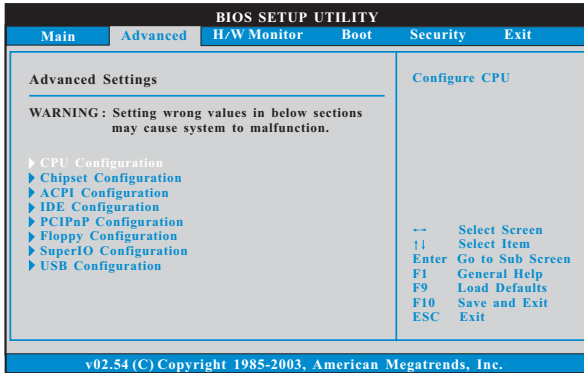 BIOS SETUP UTILITY
Main Advanced H/W Monitor Boot Security Exit
Advanced Settings
WARNING : Setting wrong values in below sections
may cause system to malfunction.
CPU Configuration
Chipset Configuration
ACPI Configuration
IDE Configuration
PCIPnP Configuration
Floppy Configuration
SuperIO Configuration
USB Configuration
Configure CPU
←→ Select Screen
↑↓ Select Item
Enter Go to Sub Screen
F1 General Help
F9 Load Defaults
F10 Save and Exit
ESC Exit
v02.54 (C) Copyright 1985-2003, American Megatrends, Inc.